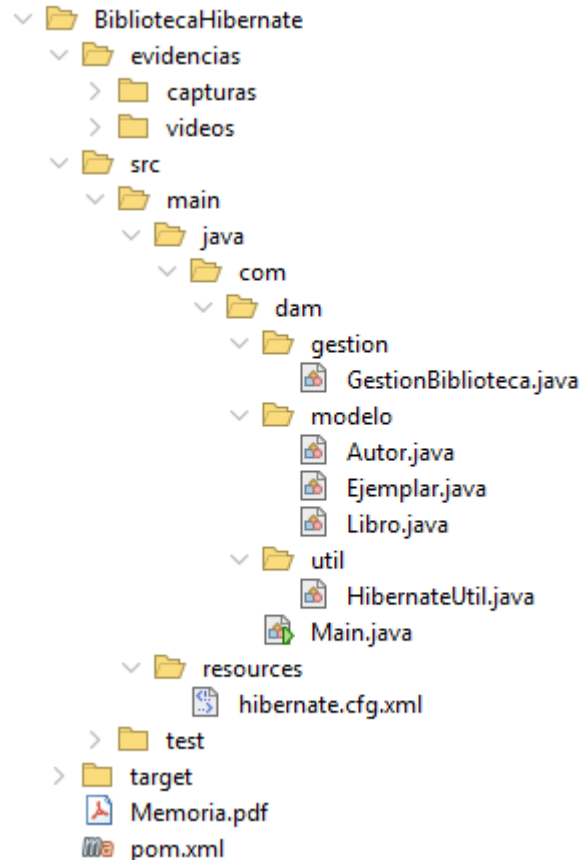 BibliotecaHibernate
evidencias
capturas
videos
src
main
java
com
dam
gestion
GestionBiblioteca.java
modelo
Autor.java
Ejemplar.java
Libro.java
util
HibernateUtil.java
Main.java
resources
hibernate.cfg.xml
test
target
Memoria.pdf
pom.xml